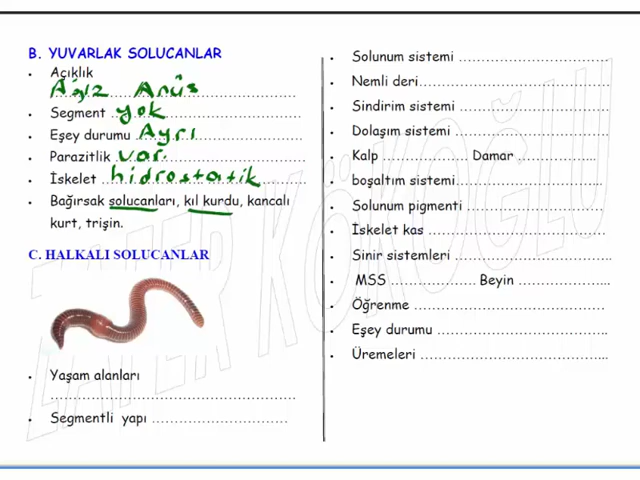 B. YUVARLAK SOLUCANLAR
• Açıklık
Ağız Anüs
• Segment yok
• Eşey durumu Ayrı
• Parazitlik var.
• İskelet hidrostatik
• Bağırsak solucanları, kıl kurdu, kancalı
kurt, trişin.
C. HALKALI SOLUCANLAR
• Yaşam alanları
……………………………………………………
• Segmentli yapı ……………………………
• Solunum sistemi ……………………………
• Nemli deri……………………………………
• Sindirim sistemi ……………………………
• Dolaşım sistemi ……………………………
• Kalp ………………… Damar ………………
• boşaltım sistemi……………………………
• Solunum pigmenti …………………………
• İskelet kas …………………………………
• Sinir sistemleri ……………………………
• MSS ………………… Beyin …………………
• Öğrenme ……………………………………
• Eşey durumu ………………………………
• Üremeleri …………………………………
ZAFER KÖKOĞLU